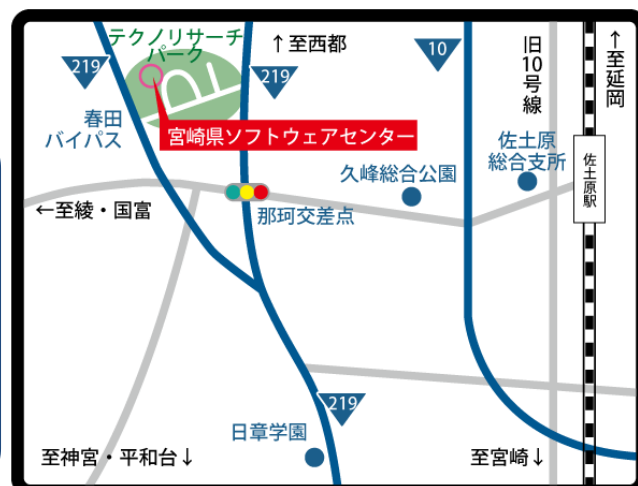 テクノリサーチ
パーク
↑至西都
10
旧10号線
↑至延岡
219
219
春田
バイパス
宮崎県ソフトウェアセンター
久峰総合公園
佐土原
総合支所
佐土原駅
←至綾・国富
那珂交差点
219
日章学園
至神宮・平和台↓
至宮崎↓